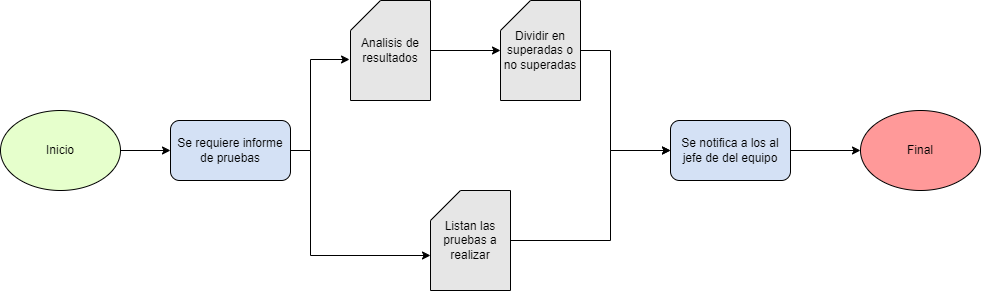 Analisis de
resultados
Dividir en
superadas o
no superadas
Inicio
Se requiere informe
de pruebas
Se notifica a los al
jefe de del equipo
Final
Listan las
pruebas a
realizar